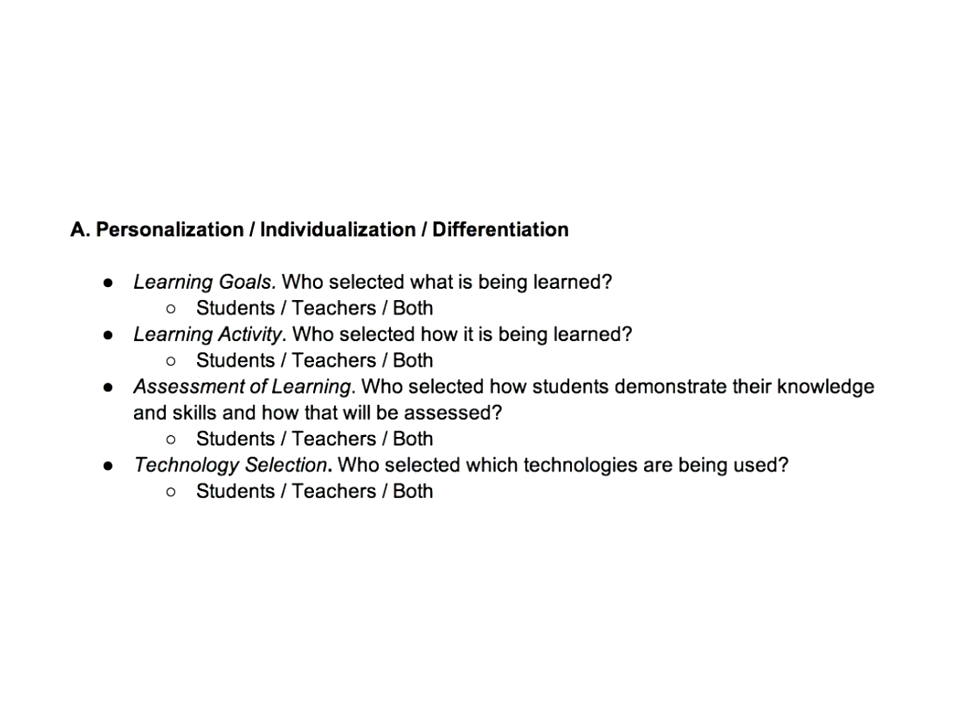 A. Personalization / Individualization / Differentiation
● Learning Goals. Who selected what is being learned?
○ Students / Teachers / Both
● Learning Activity. Who selected how it is being learned?
○ Students / Teachers / Both
● Assessment of Learning. Who selected how students demonstrate their knowledge
and skills and how that will be assessed?
○ Students / Teachers / Both
● Technology Selection. Who selected which technologies are being used?
○ Students / Teachers / Both